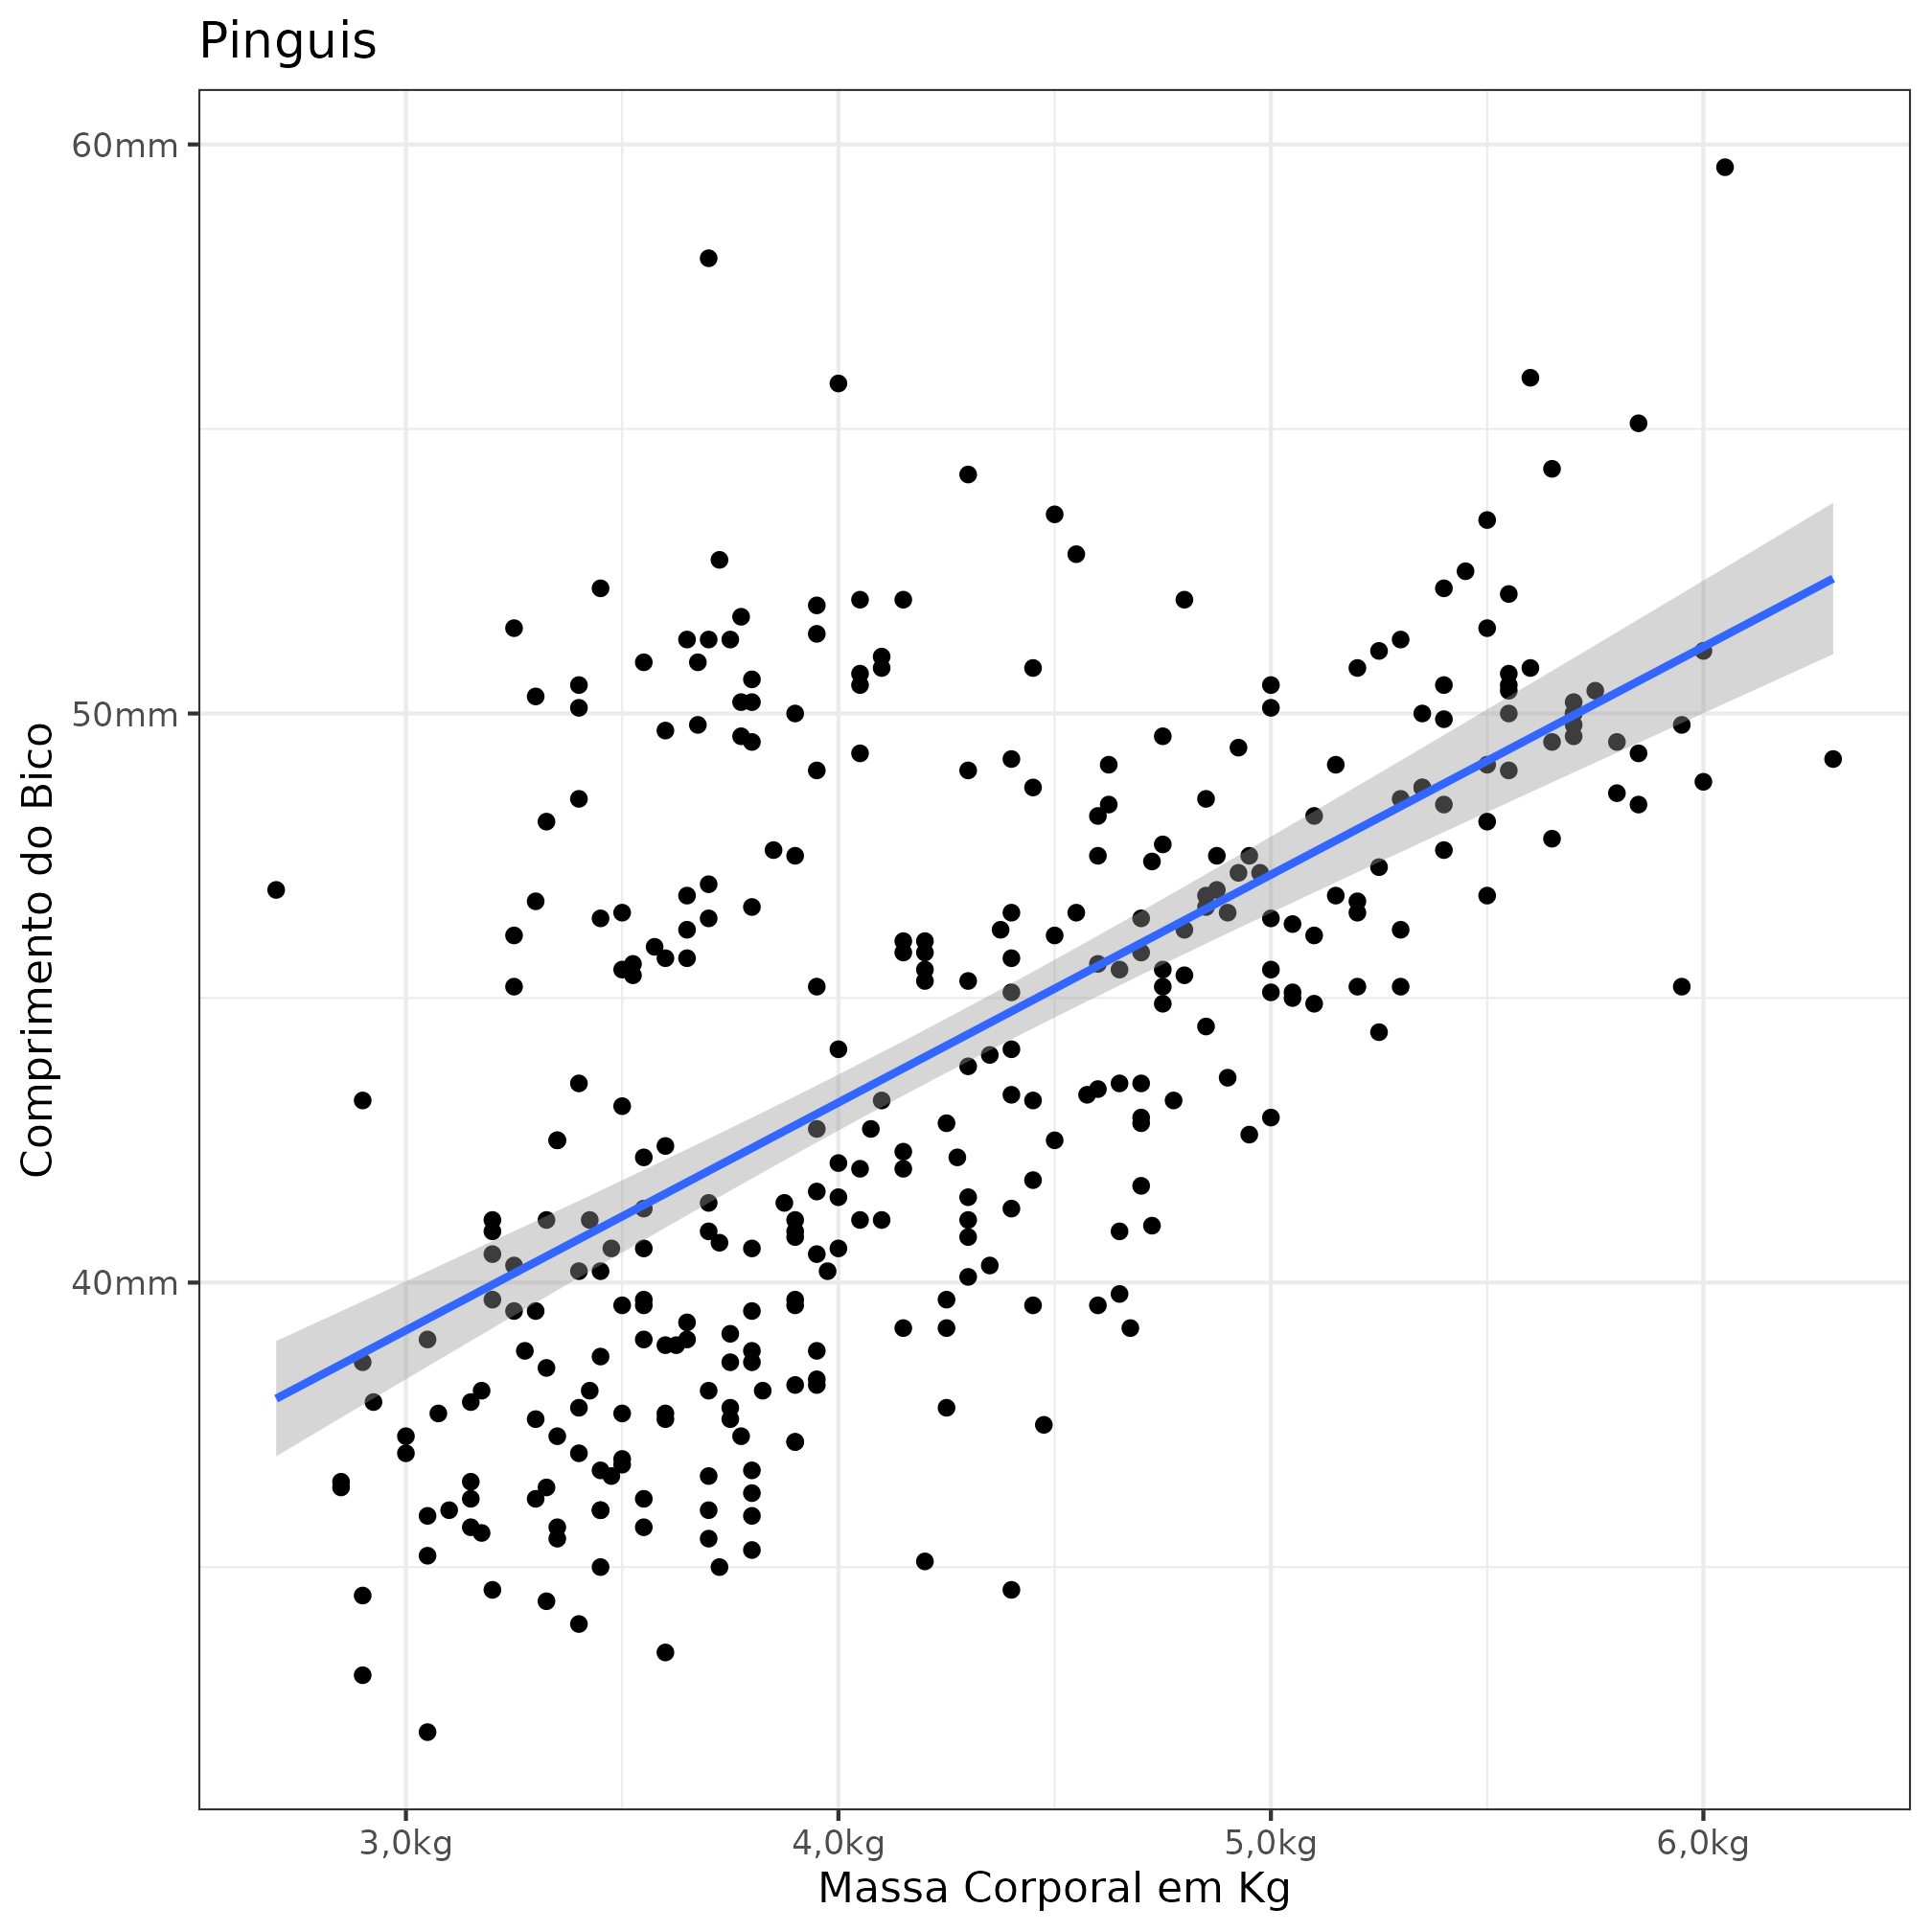 Pinguis
60mm
50mm
40mm
Comprimento do Bico
3,0kg
4,0kg
5,0kg
6,0kg
Massa Corporal em Kg